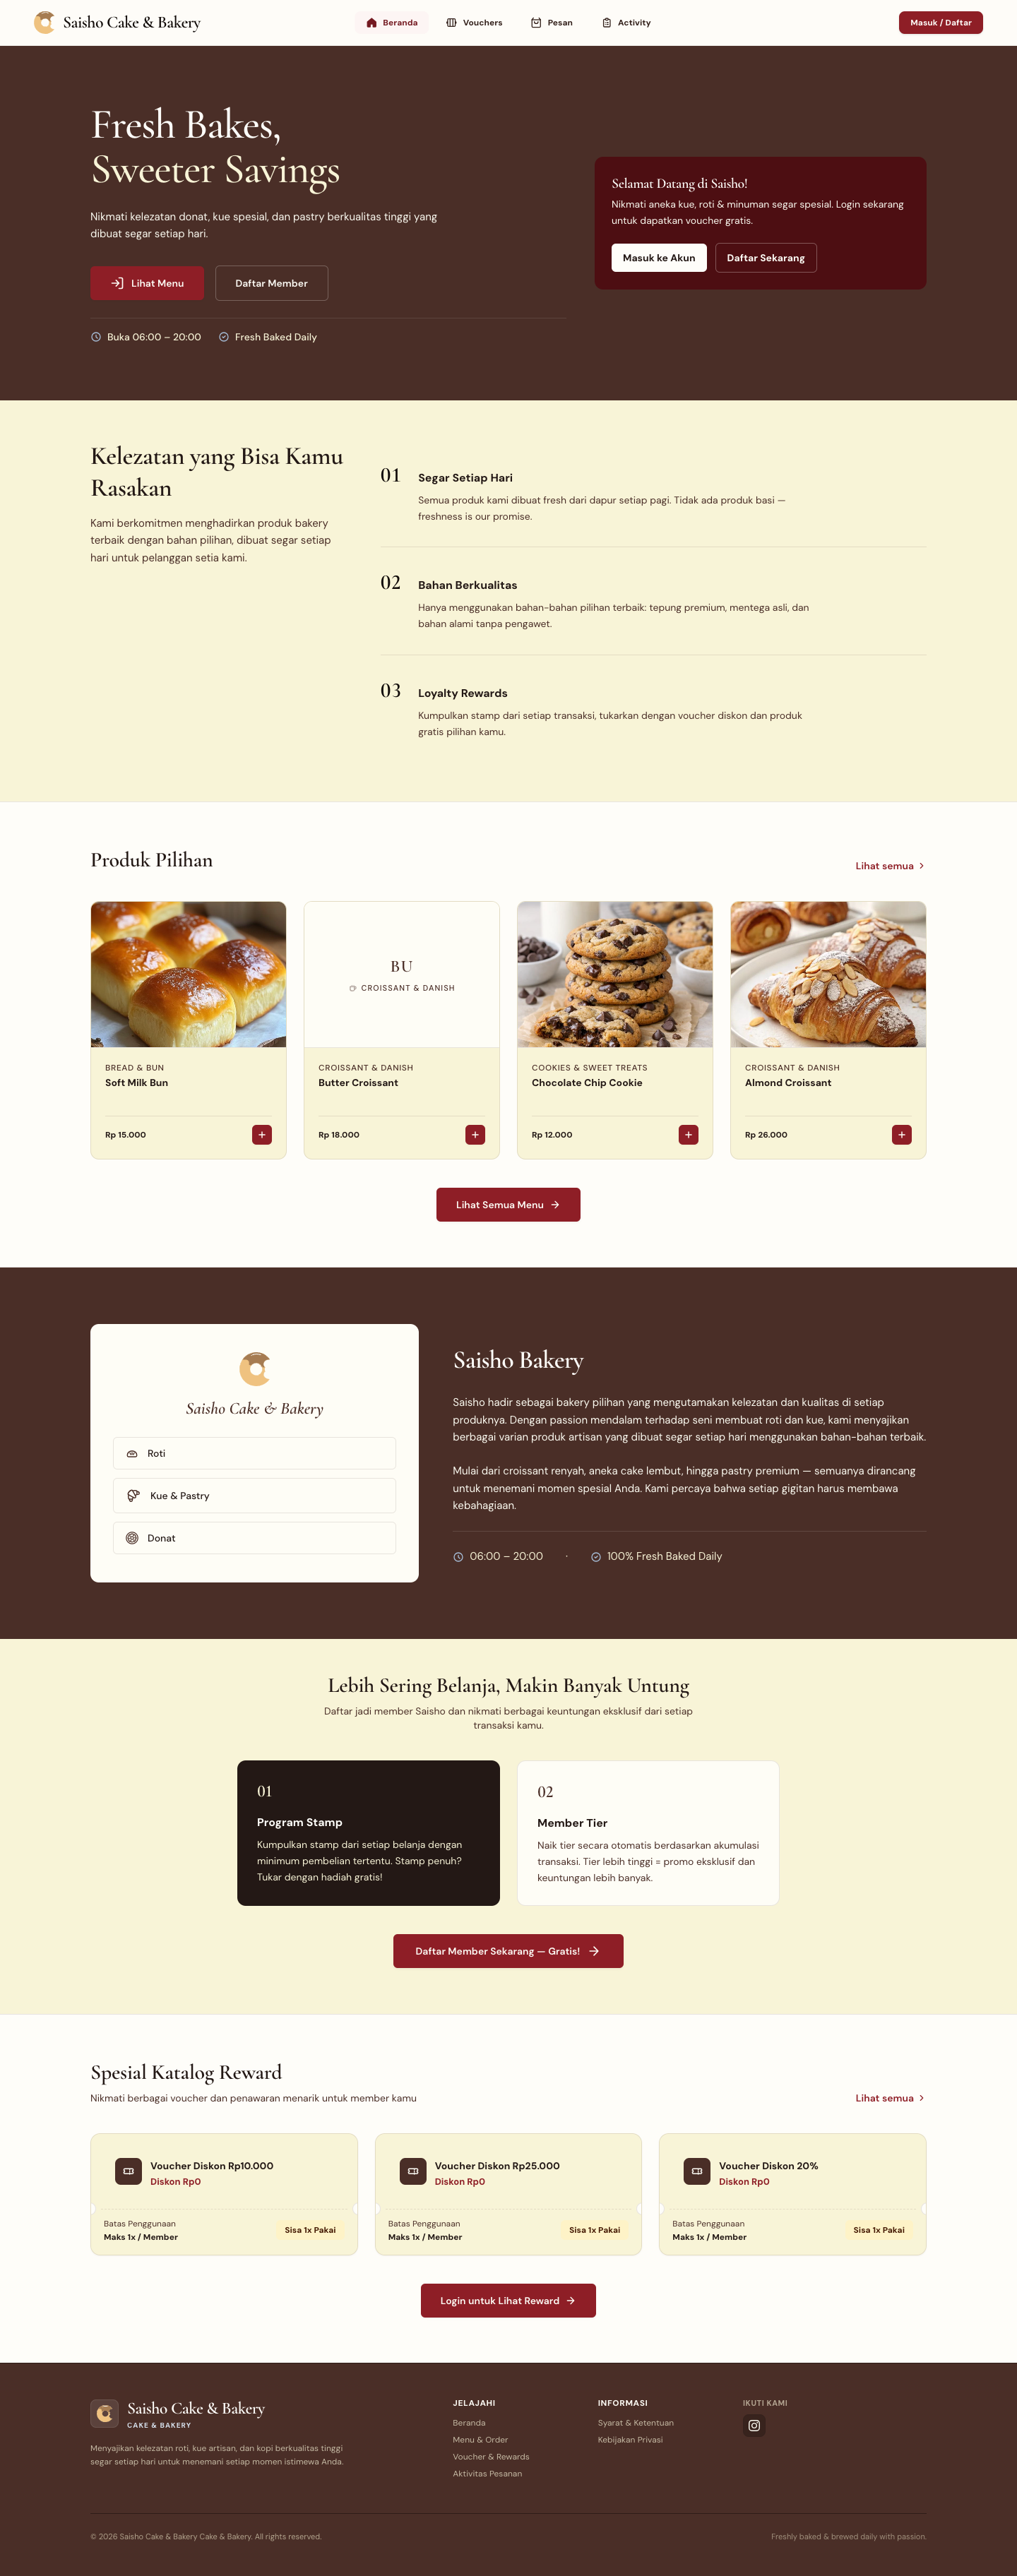 Saisho Cake & Bakery
Beranda
Vouchers
Pesan
Activity
Masuk / Daftar
Fresh Bakes,
Sweeter Savings
Nikmati kelezatan donat, kue spesial, dan pastry berkualitas tinggi yang
dibuat segar setiap hari.
Lihat Menu
Daftar Member
Buka 06:00 – 20:00
Fresh Baked Daily
Selamat Datang di Saisho!
Nikmati aneka kue, roti & minuman segar spesial. Login sekarang
untuk dapatkan voucher gratis.
Masuk ke Akun
Daftar Sekarang
Kelezatan yang Bisa Kamu
Rasakan
Kami berkomitmen menghadirkan produk bakery
terbaik dengan bahan pilihan, dibuat segar setiap
hari untuk pelanggan setia kami.
01
Segar Setiap Hari
Semua produk kami dibuat fresh dari dapur setiap pagi. Tidak ada produk basi —
freshness is our promise.
02
Bahan Berkualitas
Hanya menggunakan bahan-bahan pilihan terbaik: tepung premium, mentega asli, dan
bahan alami tanpa pengawet.
03
Loyalty Rewards
Kumpulkan stamp dari setiap transaksi, tukarkan dengan voucher diskon dan produk
gratis pilihan kamu.
Produk Pilihan
Lihat semua
BREAD & BUN
Soft Milk Bun
Rp 15.000
BU
CROISSANT & DANISH
CROISSANT & DANISH
Butter Croissant
Rp 18.000
COOKIES & SWEET TREATS
Chocolate Chip Cookie
Rp 12.000
CROISSANT & DANISH
Almond Croissant
Rp 26.000
Lihat Semua Menu
Saisho Cake & Bakery
Roti
Kue & Pastry
Donat
Saisho Bakery
Saisho hadir sebagai bakery pilihan yang mengutamakan kelezatan dan kualitas di setiap
produknya. Dengan passion mendalam terhadap seni membuat roti dan kue, kami menyajikan
berbagai varian produk artisan yang dibuat segar setiap hari menggunakan bahan-bahan terbaik.
Mulai dari croissant renyah, aneka cake lembut, hingga pastry premium — semuanya dirancang
untuk menemani momen spesial Anda. Kami percaya bahwa setiap gigitan harus membawa
kebahagiaan.
06:00 – 20:00
·
100% Fresh Baked Daily
Lebih Sering Belanja, Makin Banyak Untung
Daftar jadi member Saisho dan nikmati berbagai keuntungan eksklusif dari setiap
transaksi kamu.
01
Program Stamp
Kumpulkan stamp dari setiap belanja dengan
minimum pembelian tertentu. Stamp penuh?
Tukar dengan hadiah gratis!
02
Member Tier
Naik tier secara otomatis berdasarkan akumulasi
transaksi. Tier lebih tinggi = promo eksklusif dan
keuntungan lebih banyak.
Daftar Member Sekarang — Gratis!
Spesial Katalog Reward
Nikmati berbagai voucher dan penawaran menarik untuk member kamu
Lihat semua
Voucher Diskon Rp10.000
Diskon Rp0
Batas Penggunaan
Maks 1x / Member
Sisa 1x Pakai
Voucher Diskon Rp25.000
Diskon Rp0
Batas Penggunaan
Maks 1x / Member
Sisa 1x Pakai
Voucher Diskon 20%
Diskon Rp0
Batas Penggunaan
Maks 1x / Member
Sisa 1x Pakai
Login untuk Lihat Reward
Saisho Cake & Bakery
CAKE & BAKERY
Menyajikan kelezatan roti, kue artisan, dan kopi berkualitas tinggi
segar setiap hari untuk menemani setiap momen istimewa Anda.
JELAJAHI
Beranda
Menu & Order
Voucher & Rewards
Aktivitas Pesanan
INFORMASI
Syarat & Ketentuan
Kebijakan Privasi
IKUTI KAMI
© 2026 Saisho Cake & Bakery Cake & Bakery. All rights reserved.
Freshly baked & brewed daily with passion.